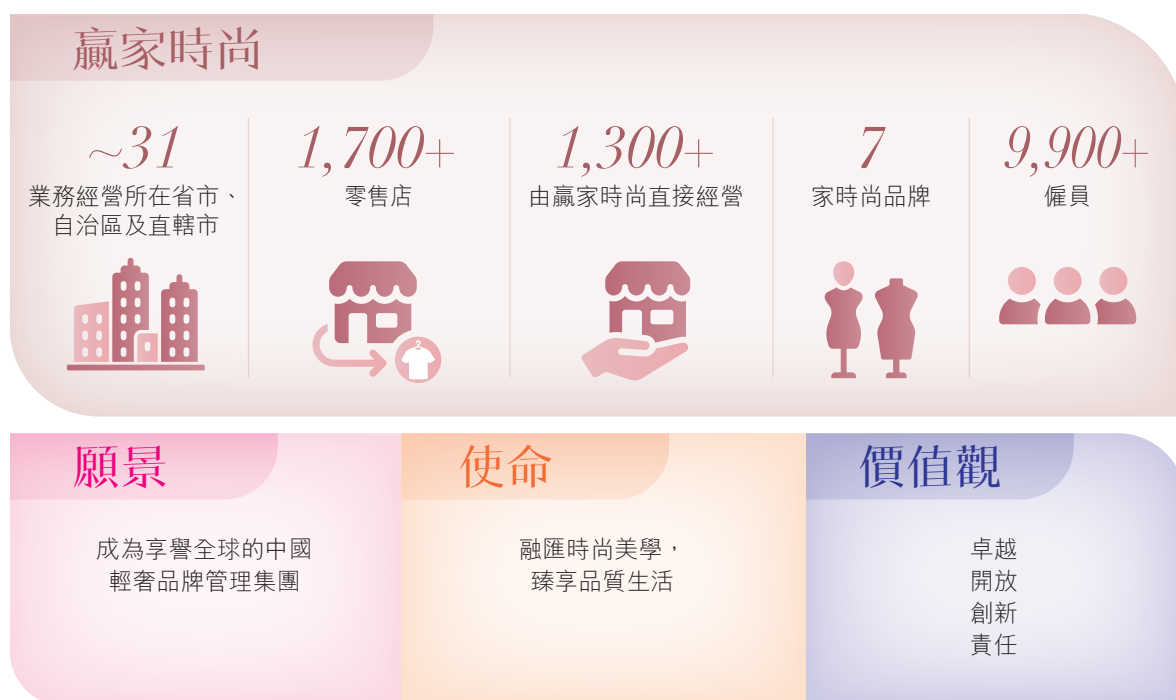 贏家時尚
~31
業務經營所在省市、
自治區及直轄市
1,700+
零售店
1,300+
由贏家時尚直接經營
7
家時尚品牌
9,900+
僱員
願景
成為享譽全球的中國
輕奢品牌管理集團
使命
融匯時尚美學，
臻享品質生活
價值觀
卓越
開放
創新
責任